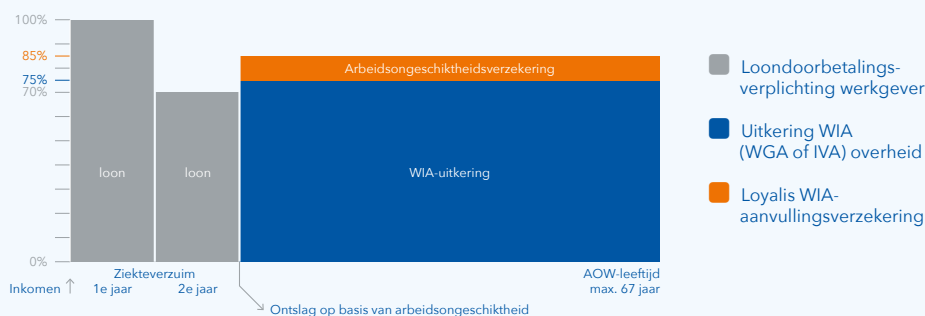 100%
85%
75%
70%
0%
Arbeidsongeschiktheidsverzekering
loon
loon
WIA-uitkering
Inkomen
Ziekteverzuim
1e jaar
2e jaar
AOW-leeftijd
max. 67 jaar
Ontslag op basis van arbeidsongeschiktheid
Loondoorbetalings-
verplichting werkgever
Uitkering WIA
(WGA of IVA) overheid
Loyalis WIA-
aanvullingsverzekering